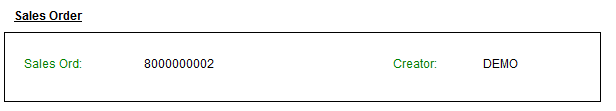 Sales Order
Sales Ord: 8000000002 Creator: DEMO